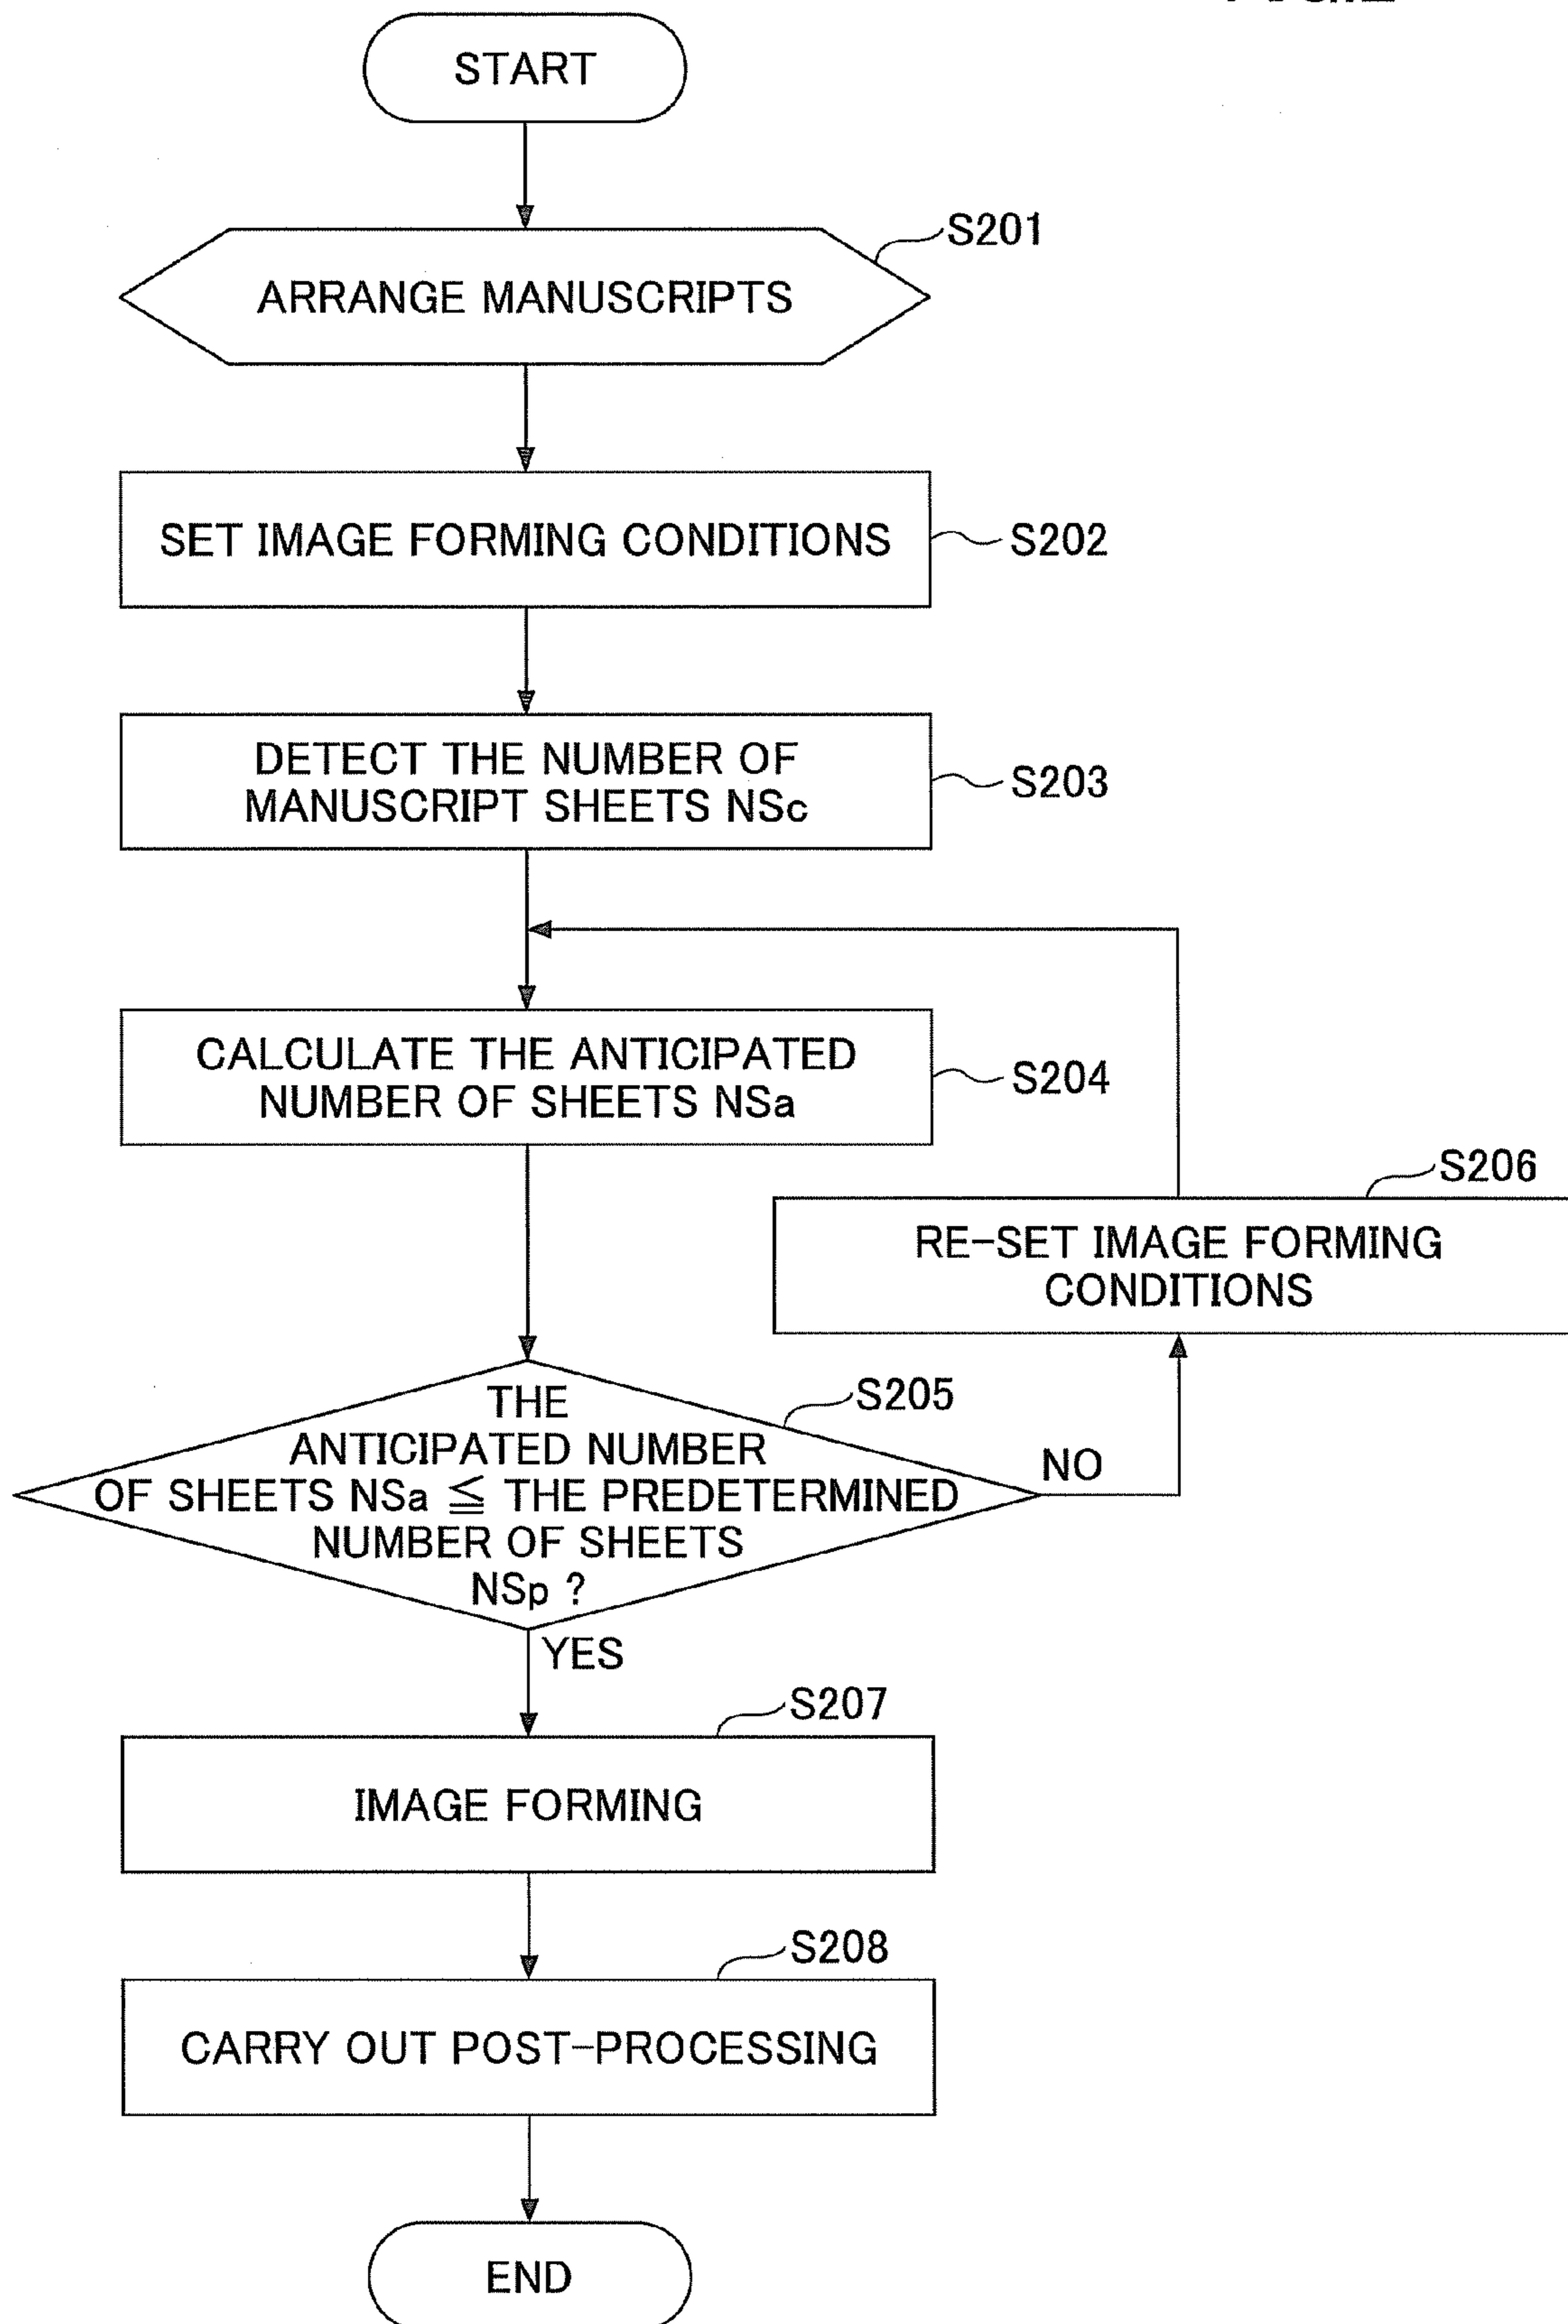 START
S201
ARRANGE MANUSCRIPTS
SET IMAGE FORMING CONDITIONS
S202
DETECT THE NUMBER OF
MANUSCRIPT SHEETS NSc
S203
CALCULATE THE ANTICIPATED
NUMBER OF SHEETS NSa
S204
S206
RE-SET IMAGE FORMING
CONDITIONS
S205
THE
ANTICIPATED NUMBER
OF SHEETS NSa ≦ THE PREDETERMINED
NUMBER OF SHEETS
NSp ?
NO
YES
S207
IMAGE FORMING
S208
CARRY OUT POST-PROCESSING
END